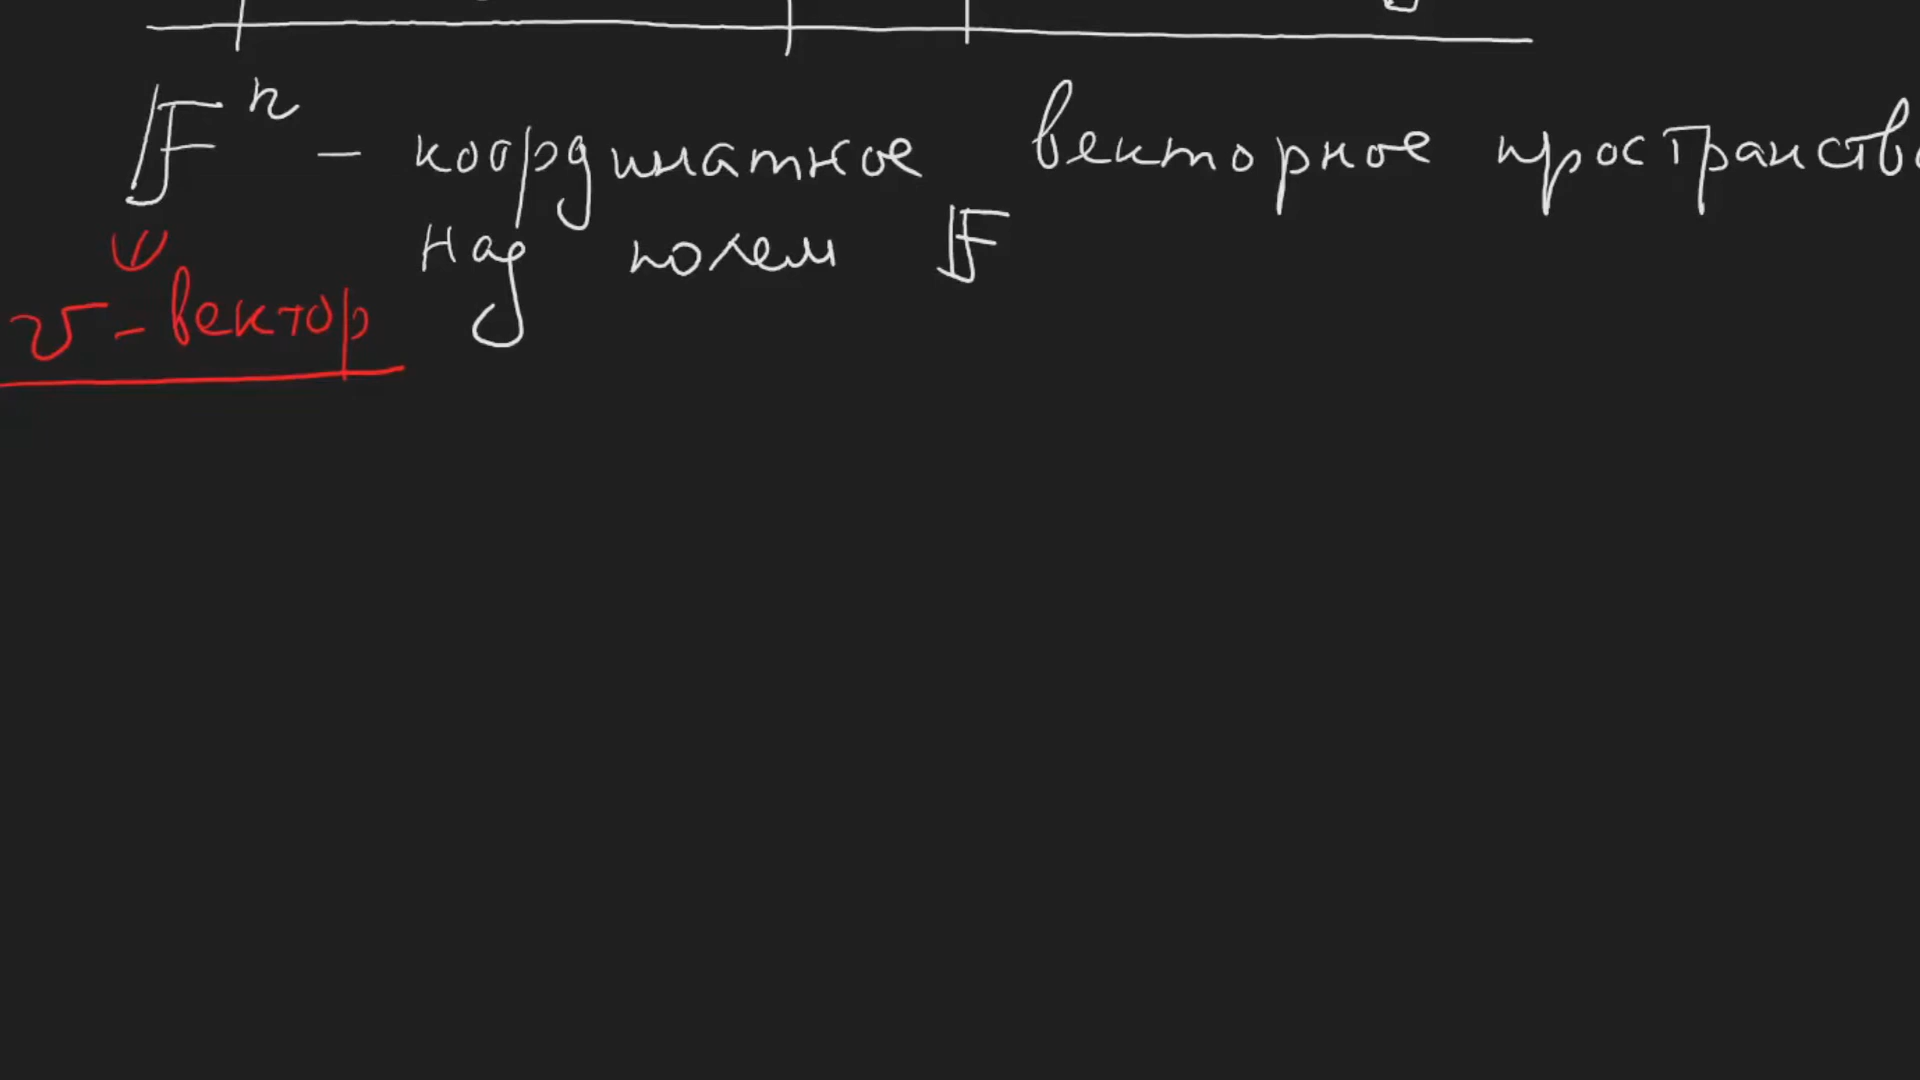 𝔽ⁿ – координатное векторное пространство
над полем 𝔽
v – вектор